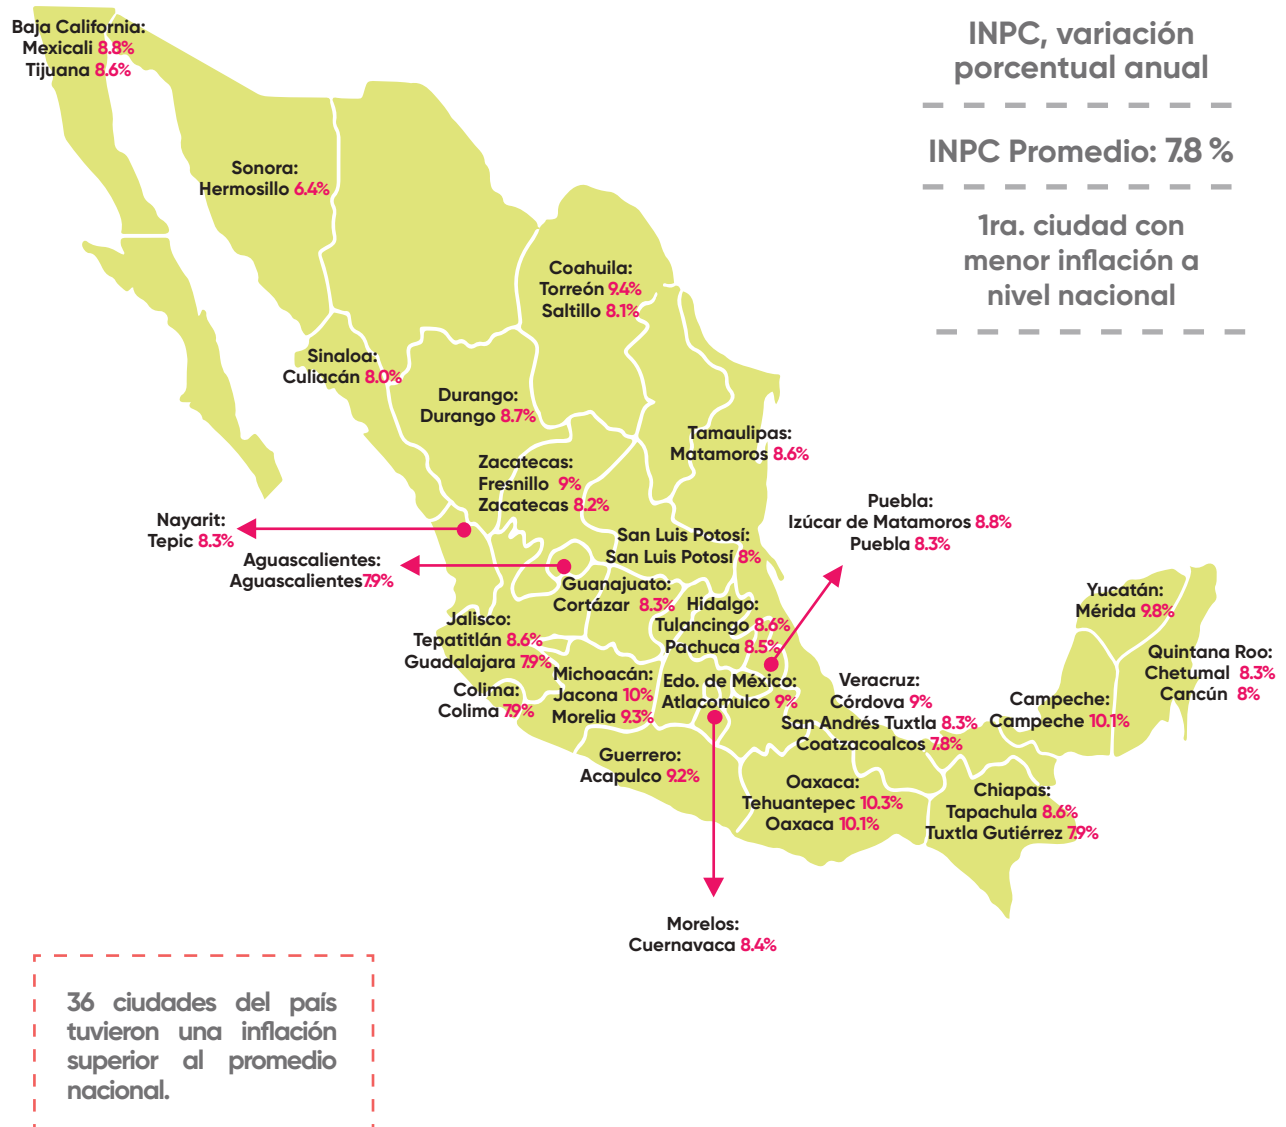 Baja California:
Mexicali 8.8%
Tijuana 8.6%
INPC, variación
porcentual anual
INPC Promedio: 7.8 %
1ra. ciudad con
menor inflación a
nivel nacional
Sonora:
Hermosillo 6.4%
Coahuila:
Torreón 9.4%
Saltillo 8.1%
Sinaloa:
Culiacán 8.0%
Durango:
Durango 8.7%
Tamaulipas:
Matamoros 8.6%
Zacatecas:
Fresnillo 9%
Zacatecas 8.2%
Nayarit:
Tepic 8.3%
Aguascalientes:
Aguascalientes7.9%
San Luis Potosí:
San Luis Potosí 8%
Puebla:
Izúcar de Matamoros 8.8%
Puebla 8.3%
Guanajuato:
Cortázar 8.3%
Hidalgo:
Tulancingo 8.6%
Pachuca 8.5%
Jalisco:
Tepatitlán 8.6%
Guadalajara 7.9%
Colima:
Colima 7.9%
Michoacán:
Jacona 10%
Morelia 9.3%
Edo. de México:
Atlacomulco 9%
Veracruz:
Córdova 9%
San Andrés Tuxtla 8.3%
Coatzacoalcos 7.8%
Yucatán:
Mérida 9.8%
Quintana Roo:
Chetumal 8.3%
Cancún 8%
Campeche:
Campeche 10.1%
Guerrero:
Acapulco 9.2%
Oaxaca:
Tehuantepec 10.3%
Oaxaca 10.1%
Chiapas:
Tapachula 8.6%
Tuxtla Gutiérrez 7.9%
Morelos:
Cuernavaca 8.4%
36 ciudades del país
tuvieron una inflación
superior al promedio
nacional.